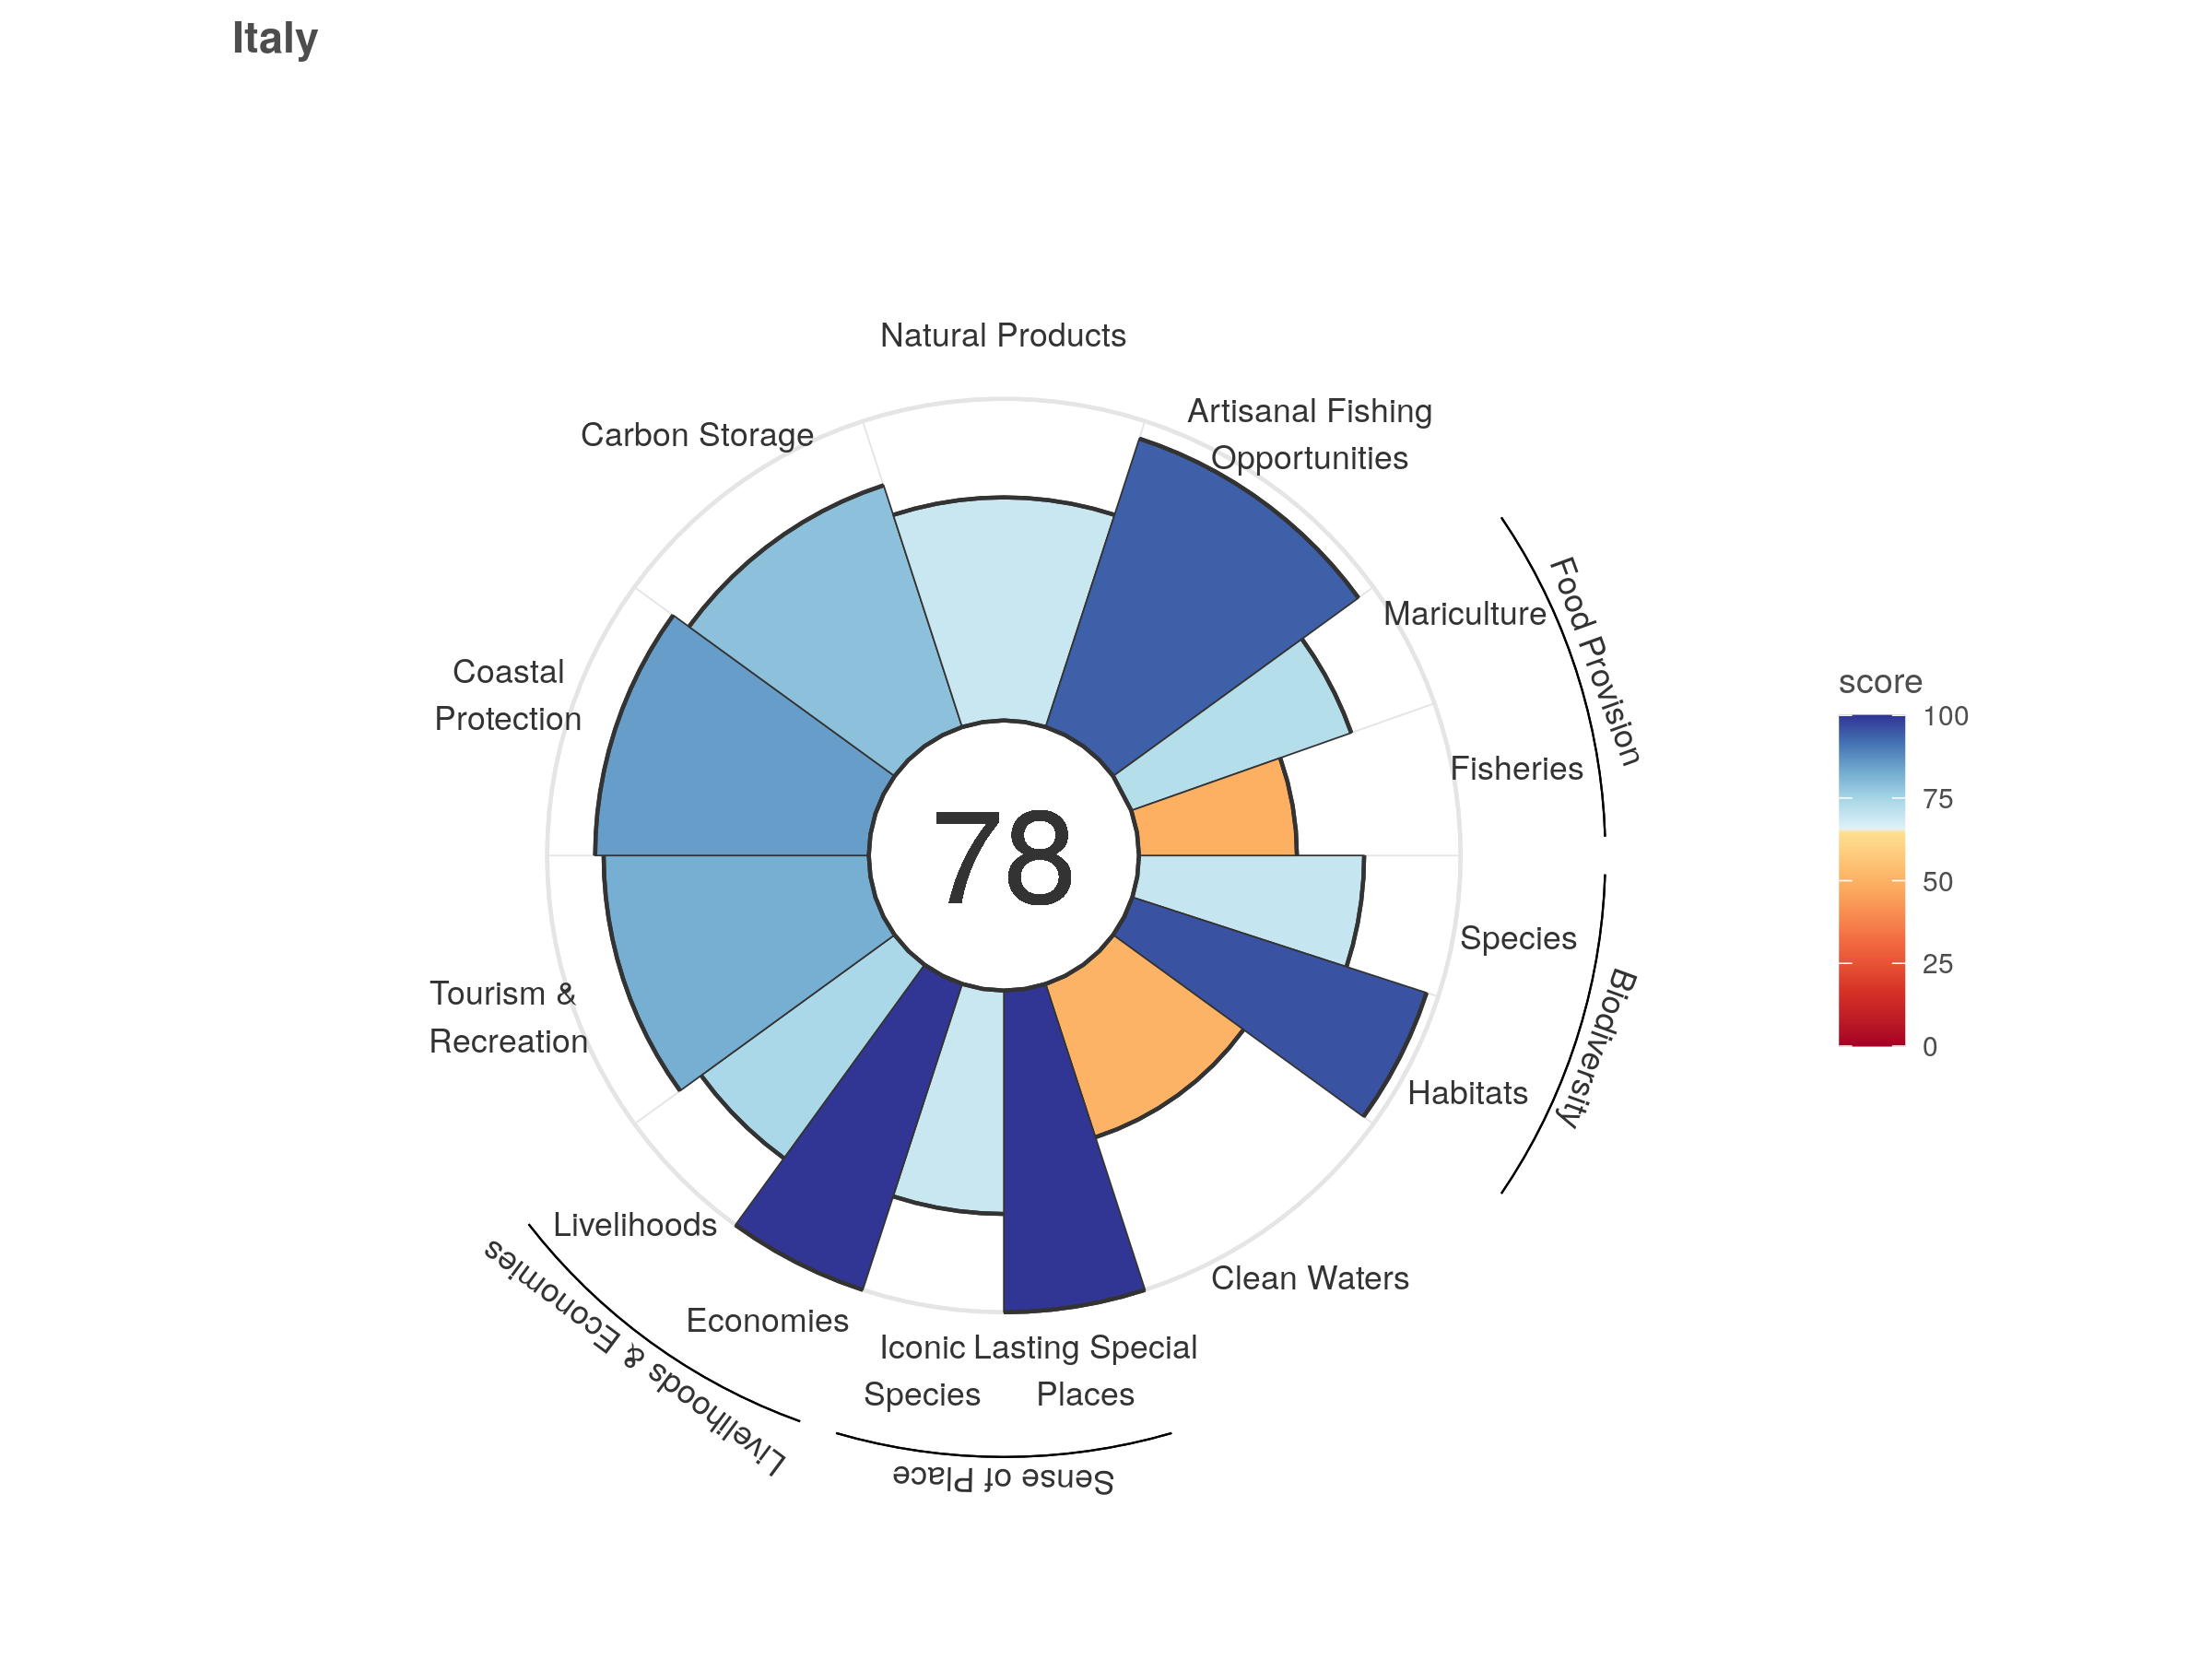 Italy
Natural Products
Artisanal Fishing
Opportunities
Carbon Storage
Mariculture
Food Provision
Coastal
Protection
Fisheries
score
100
75
50
25
0
78
Species
Biodiversity
Tourism &
Recreation
Habitats
Livelihoods
Clean Waters
Economies
Livelihoods & Economies
Iconic
Species
Lasting Special
Places
Sense of Place